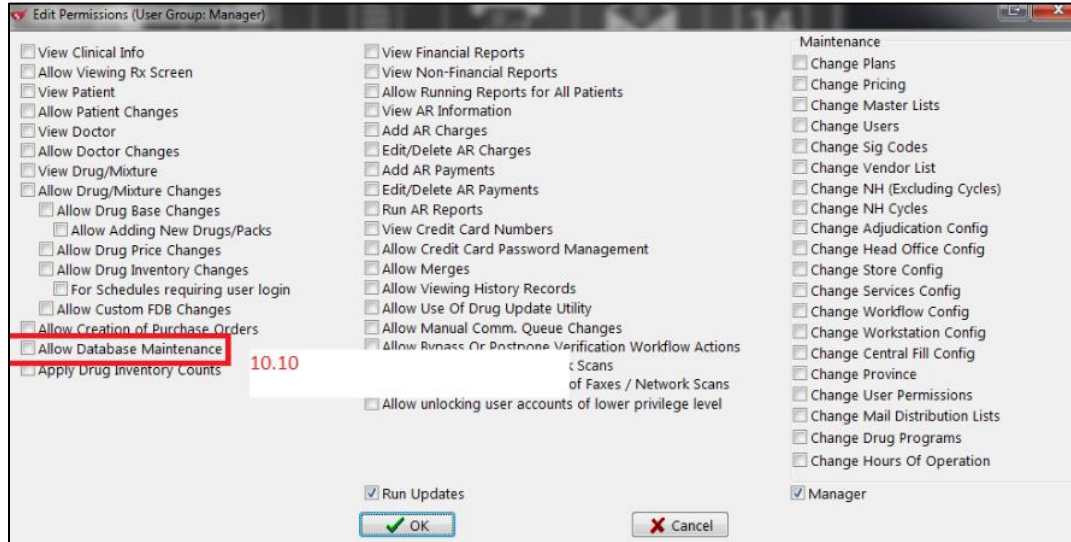 Edit Permissions (User Group: Manager)
View Clinical Info
Allow Viewing Rx Screen
View Patient
Allow Patient Changes
View Doctor
Allow Doctor Changes
View Drug/Mixture
Allow Drug/Mixture Changes
Allow Drug Base Changes
Allow Adding New Drugs/Packs
Allow Drug Price Changes
Allow Drug Inventory Changes
For Schedules requiring user login
Allow Custom FDB Changes
Allow Creation of Purchase Orders
Allow Database Maintenance
Apply Drug Inventory Counts
10.10
View Financial Reports
View Non-Financial Reports
Allow Running Reports for All Patients
View AR Information
Add AR Charges
Edit/Delete AR Charges
Add AR Payments
Edit/Delete AR Payments
Run AR Reports
View Credit Card Numbers
Allow Credit Card Password Management
Allow Merges
Allow Viewing History Records
Allow Use Of Drug Update Utility
Allow Manual Comm. Queue Changes
Allow Bypass Or Postpone Verification Workflow Actions
Scans
of Faxes / Network Scans
Allow unlocking user accounts of lower privilege level
Maintenance
Change Plans
Change Pricing
Change Master Lists
Change Users
Change Sig Codes
Change Vendor List
Change NH (Excluding Cycles)
Change NH Cycles
Change Adjudication Config
Change Head Office Config
Change Store Config
Change Services Config
Change Workflow Config
Change Workstation Config
Change Central Fill Config
Change Province
Change User Permissions
Change Mail Distribution Lists
Change Drug Programs
Change Hours Of Operation
Run Updates
Manager
OK
Cancel